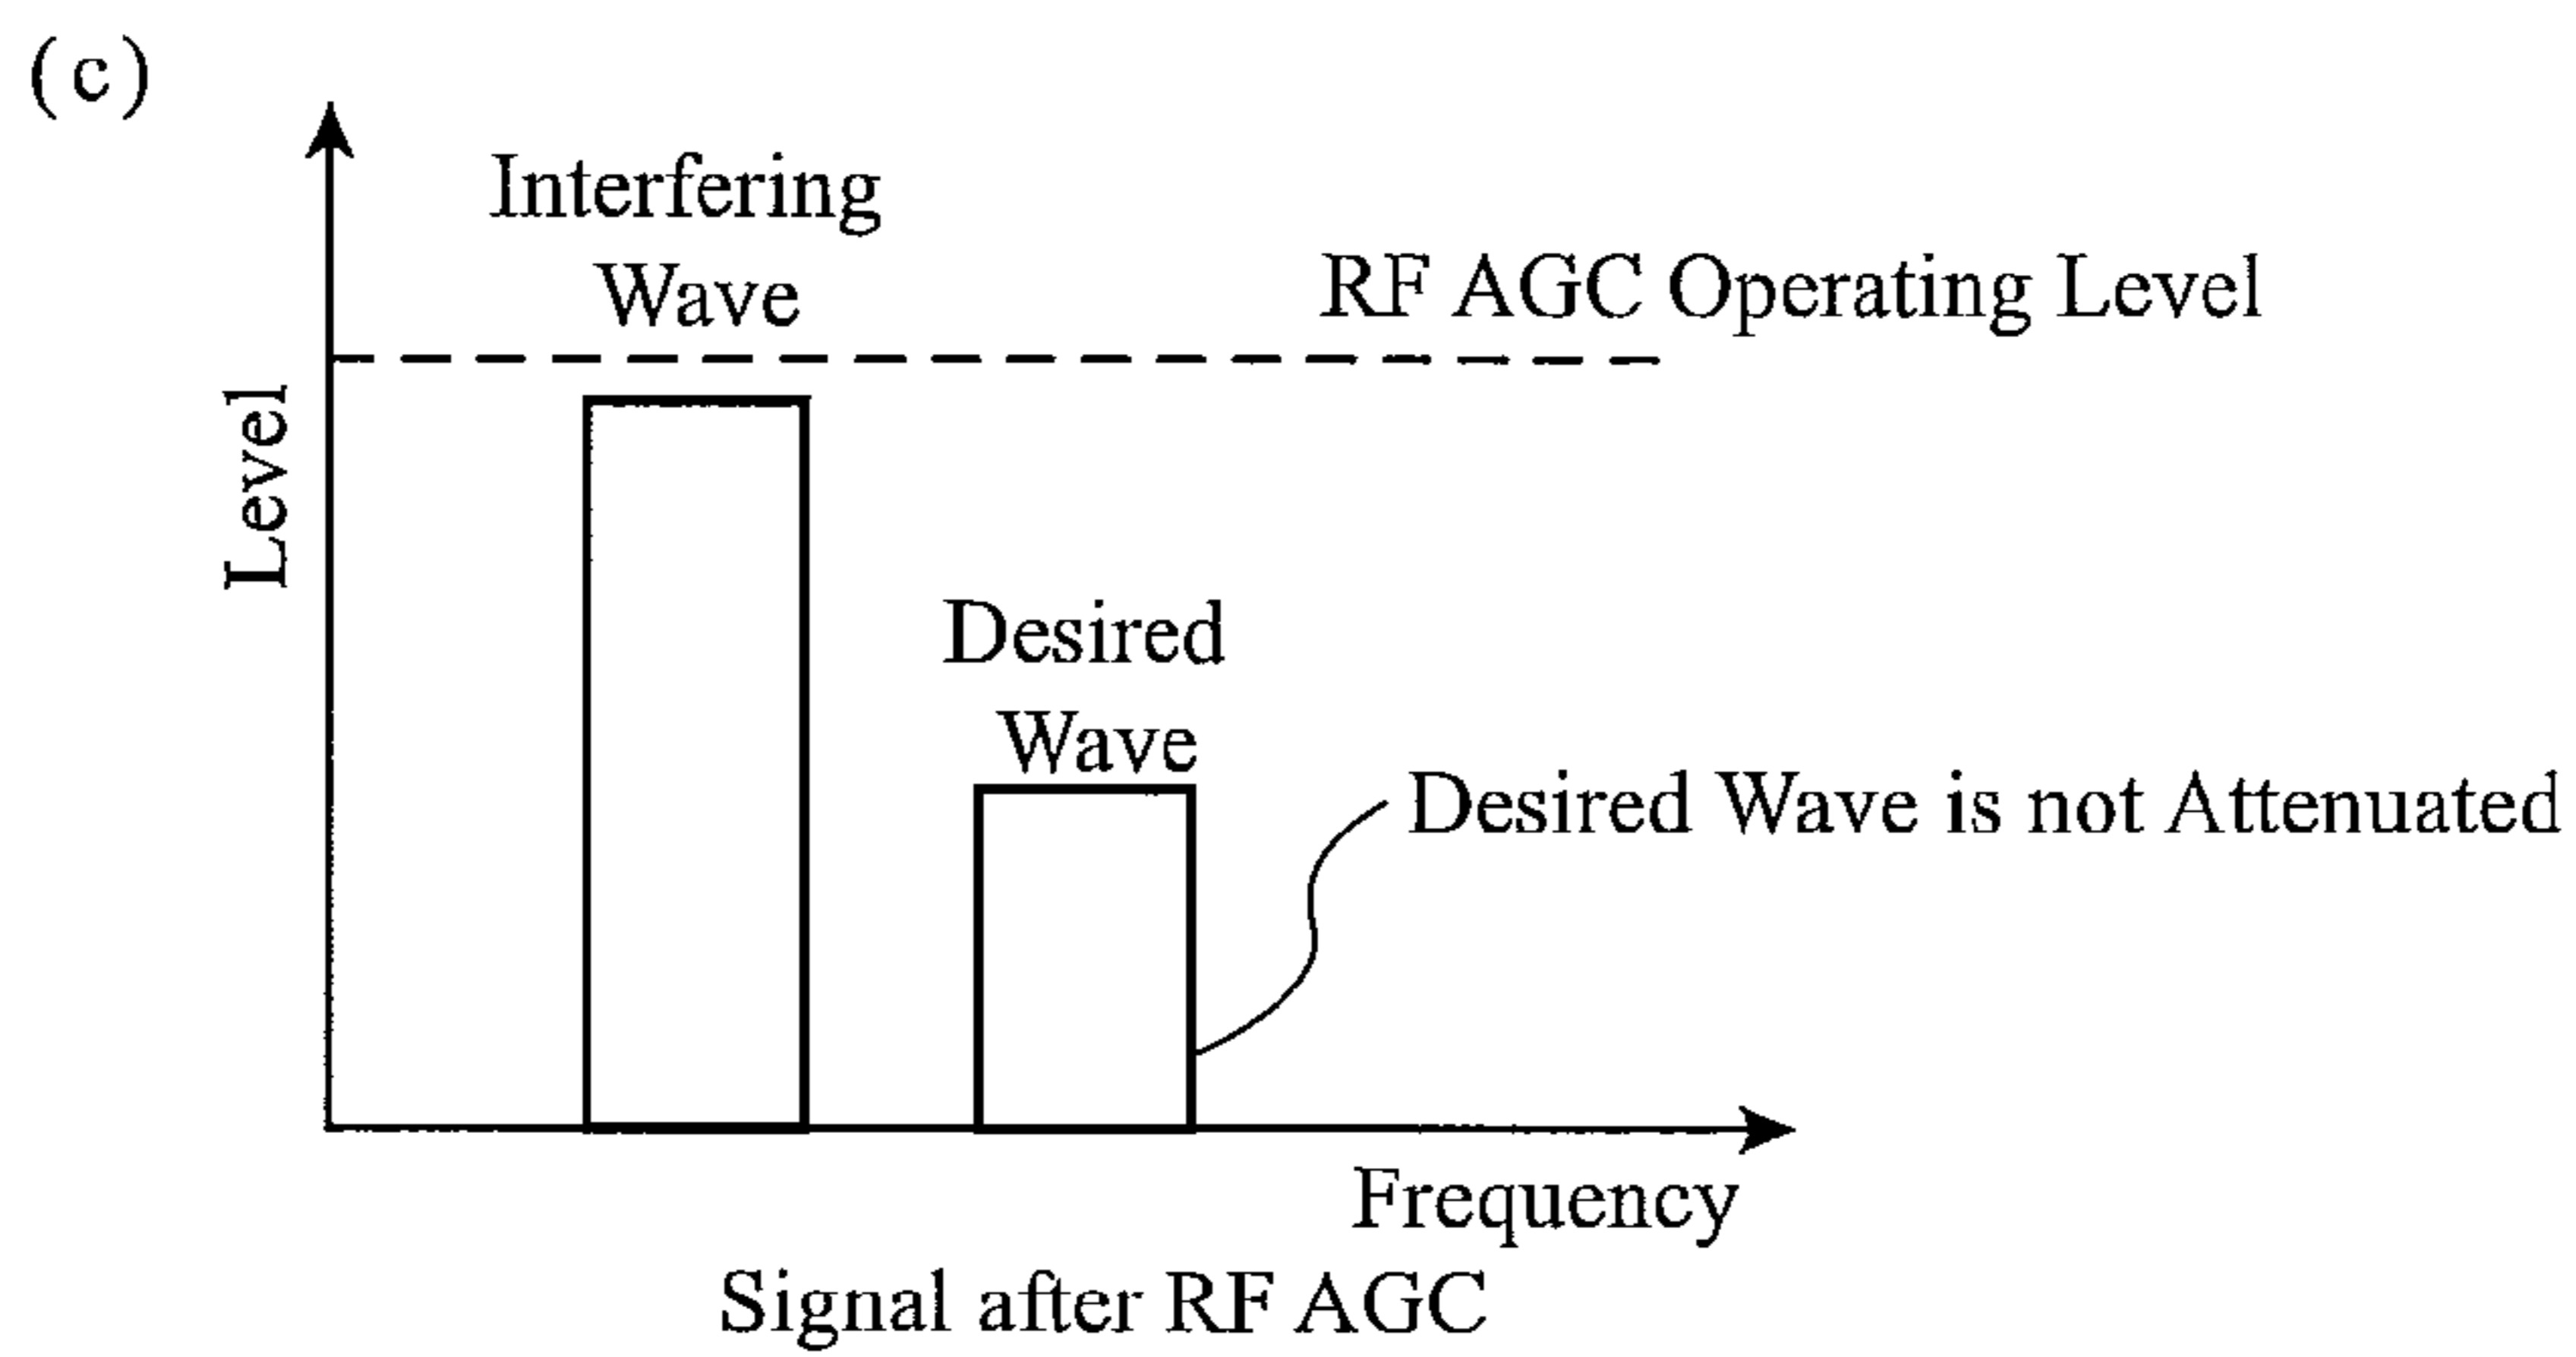 (c)
Interfering
Wave
RF AGC Operating Level
Level
Desired
Wave
Desired Wave is not Attenuated
Frequency
Signal after RF AGC